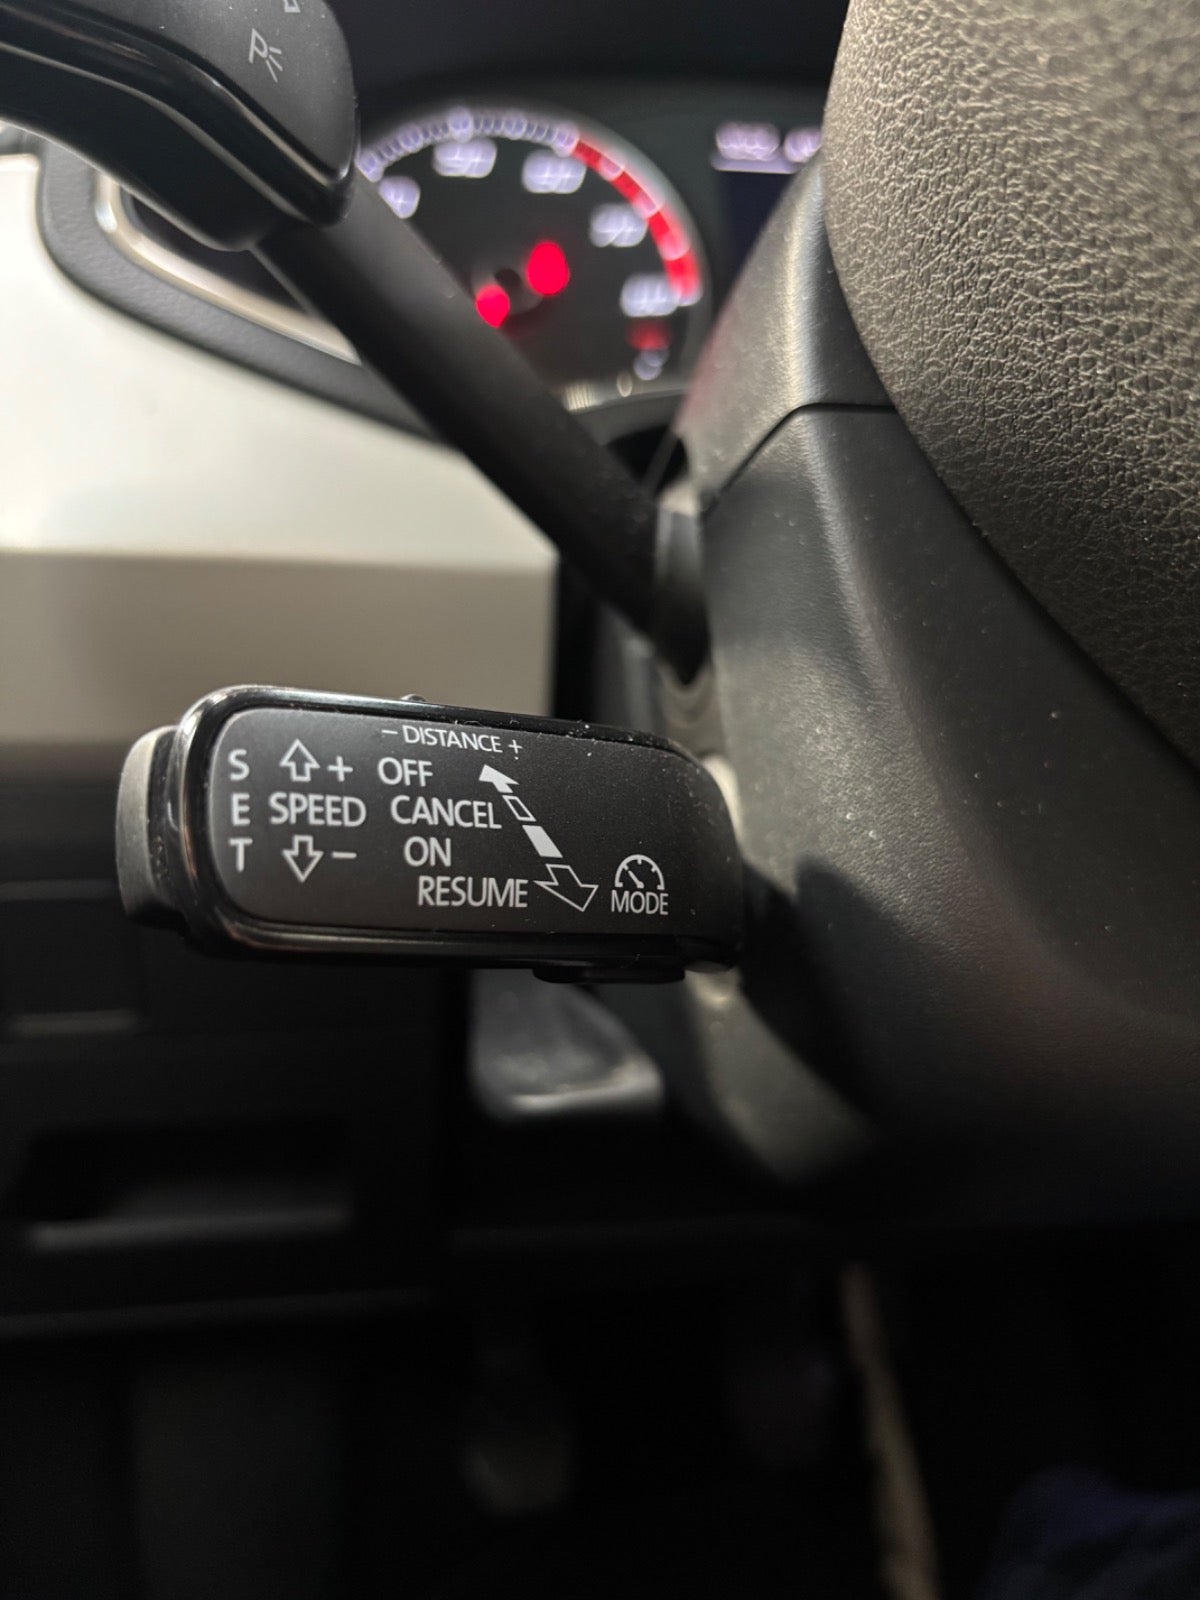 P
− DISTANCE +
S + OFF
E SPEED CANCEL
T − ON
RESUME
MODE